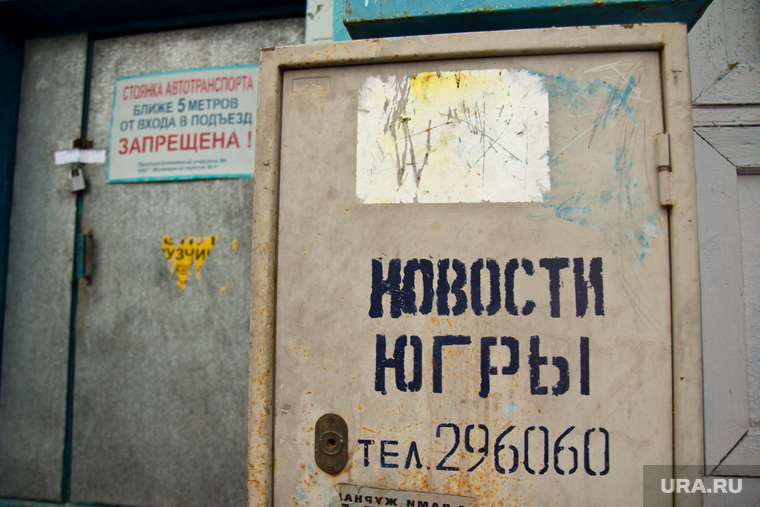 СТОЯНКА АВТОТРАНСПОРТА
БЛИЖЕ 5 МЕТРОВ
ОТ ВХОДА В ПОДЪЕЗД
ЗАПРЕЩЕНА !
НОВОСТИ
ЮГРЫ
ТЕЛ. 296060
URA.RU